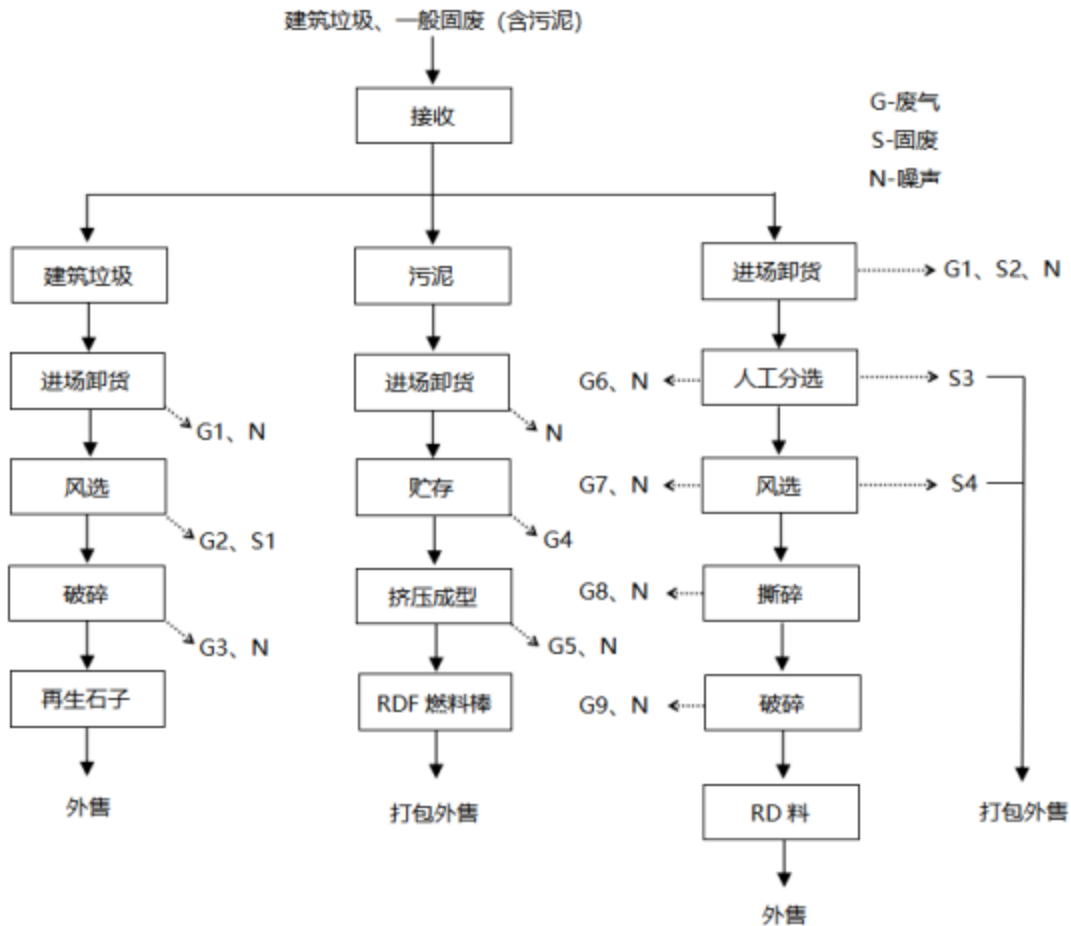 建筑垃圾、一般固废（含污泥）
接收
G-废气
S-固废
N-噪声
建筑垃圾
进场卸货
G1、N
风选
G2、S1
破碎
G3、N
再生石子
外售
污泥
进场卸货
N
贮存
G4
挤压成型
G5、N
RDF 燃料棒
打包外售
进场卸货
G1、S2、N
G6、N
人工分选
S3
G7、N
风选
S4
G8、N
撕碎
G9、N
破碎
RD 料
外售
打包外售